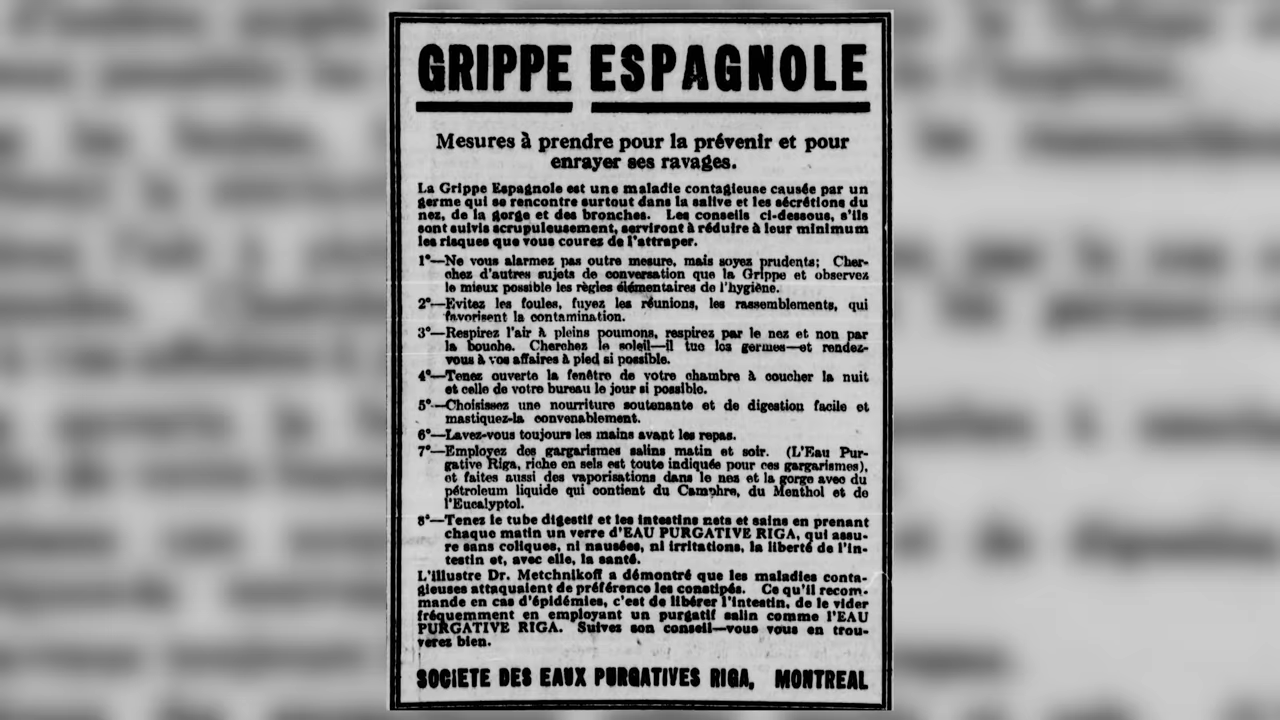 GRIPPE ESPAGNOLE
Mesures à prendre pour la prévenir et pour
enrayer ses ravages.
La Grippe Espagnole est une maladie contagieuse causée par un
germe qui se rencontre surtout dans la salive et les sécrétions du
nez, de la gorge et des bronches. Les conseils ci-dessous, s'ils
sont suivis scrupuleusement, serviront à réduire à leur minimum
les risques que vous courez de l'attraper.
1°—Ne vous alarmez pas outre mesure, mais soyez prudents; Cher-
chez d'autres sujets de conversation que la Grippe et observez
le mieux possible les règles élémentaires de l'hygiène.
2°—Evitez les foules, fuyez les réunions, les rassemblements, qui
favorisent la contamination.
3°—Respirez l'air à pleins poumons, respirez par le nez et non par
la bouche. Cherchez le soleil—il tue les germes—et rendez-
vous à vos affaires à pied si possible.
4°—Tenez ouverte la fenêtre de votre chambre à coucher la nuit
et celle de votre bureau le jour si possible.
5°—Choisissez une nourriture soutenante et de digestion facile et
mastiquez-la convenablement.
6°—Lavez-vous toujours les mains avant les repas.
7°—Employez des gargarismes salins matin et soir. (L'Eau Pur-
gative Riga, riche en sels est toute indiquée pour ces gargarismes),
et faites aussi des vaporisations dans le nez et la gorge avec du
pétroleum liquide qui contient du Camphre, du Menthol et de
l'Eucalyptol.
8°—Tenez le tube digestif et les intestins nets et sains en prenant
chaque matin un verre d'EAU PURGATIVE RIGA, qui assu-
re sans coliques, ni nausées, ni irritations, la liberté de l'in-
testin et, avec elle, la santé.
L'illustre Dr. Metchnikoff a démontré que les maladies conta-
gieuses attaquaient de préférence les constipés. Ce qu'il recom-
mande en cas d'épidémies, c'est de libérer l'intestin, de le vider
fréquemment en employant un purgatif salin comme l'EAU
PURGATIVE RIGA. Suivez son conseil—vous vous en trou-
verez bien.
SOCIETE DES EAUX PURGATIVES RIGA, MONTREAL